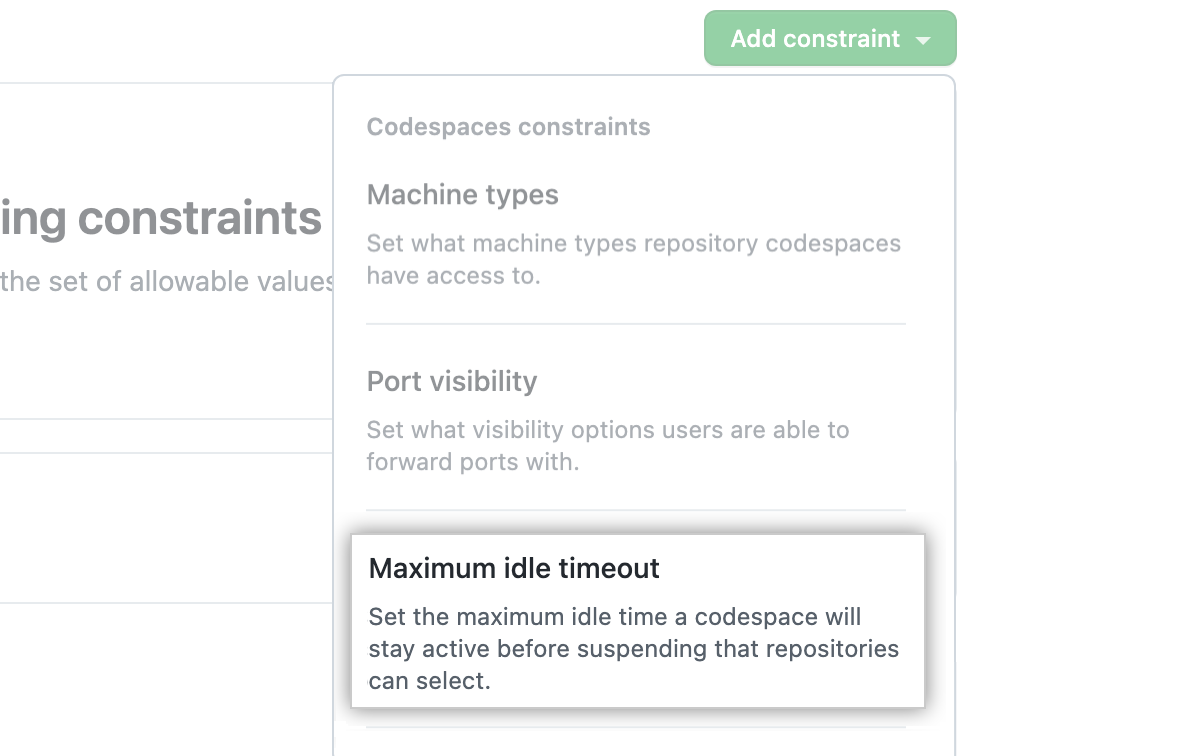 Add constraint
Codespaces constraints
Machine types
Set what machine types repository codespaces
have access to.
ing constraints
the set of allowable values
Port visibility
Set what visibility options users are able to
forward ports with.
Maximum idle timeout
Set the maximum idle time a codespace will
stay active before suspending that repositories
can select.